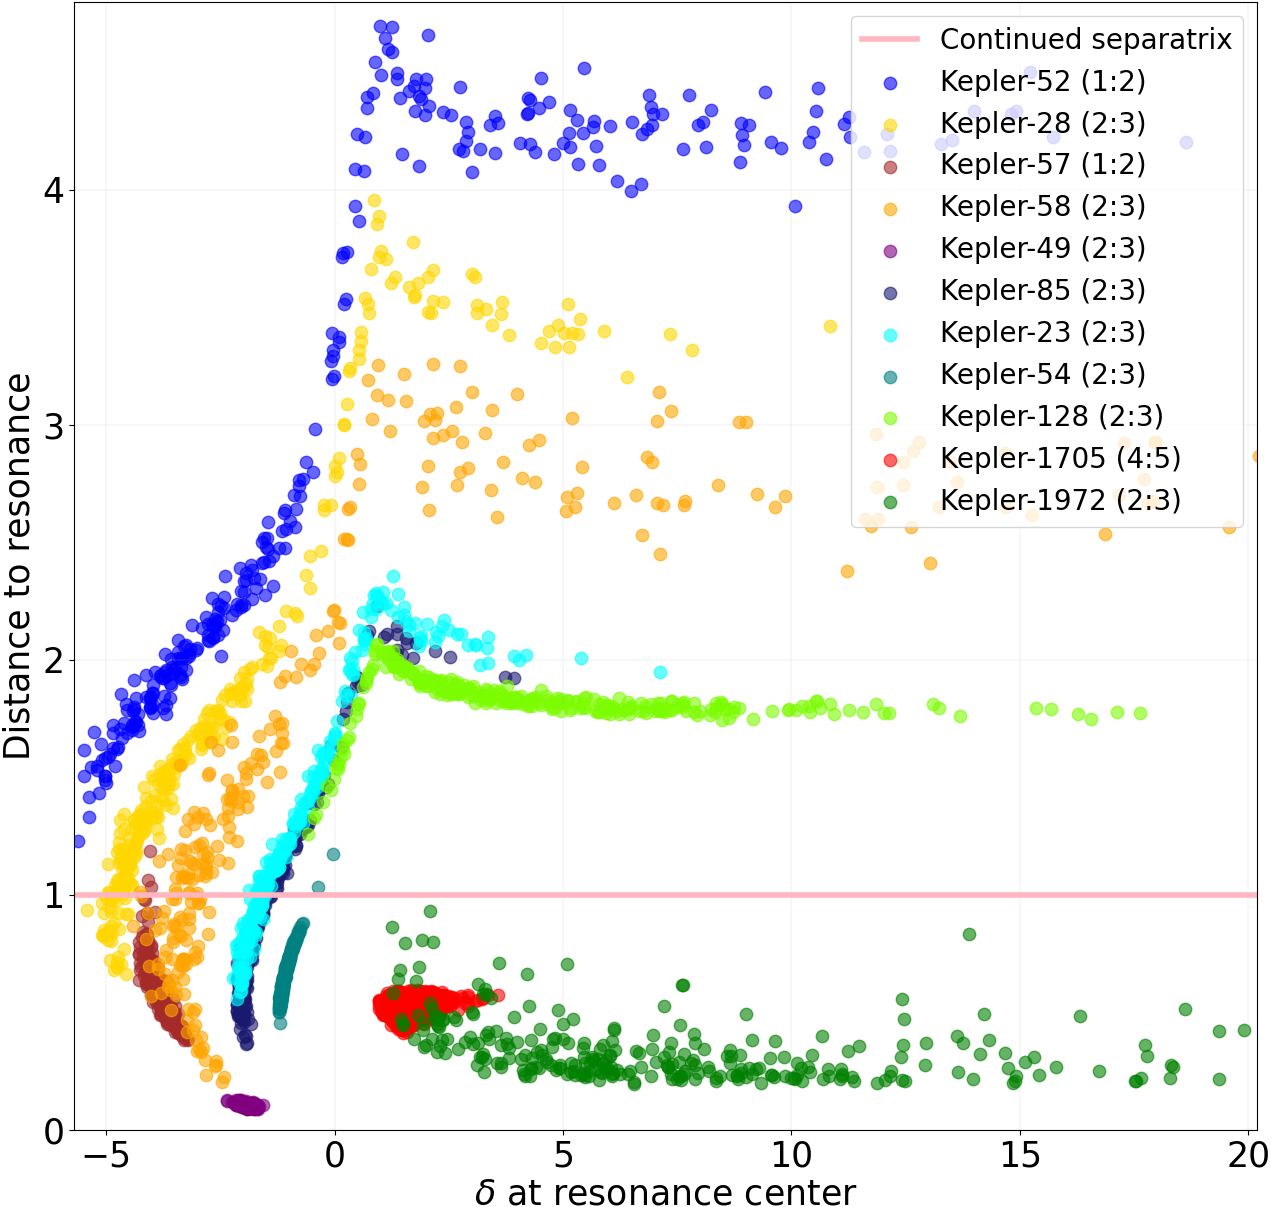 Continued separatrix
Kepler-52 (1:2)
Kepler-28 (2:3)
Kepler-57 (1:2)
Kepler-58 (2:3)
Kepler-49 (2:3)
Kepler-85 (2:3)
Kepler-23 (2:3)
Kepler-54 (2:3)
Kepler-128 (2:3)
Kepler-1705 (4:5)
Kepler-1972 (2:3)
Distance to resonance
4
3
2
1
0
−5 0 5 10 15 20
δ at resonance center